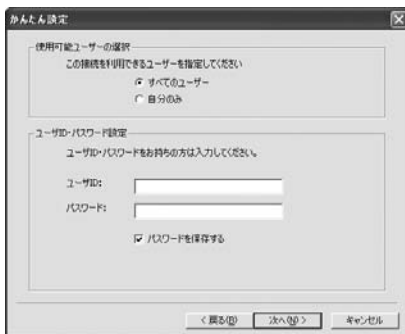 かんたん設定
使用可能ユーザーの選択
この接続を利用できるユーザーを指定してください
すべてのユーザー
自分のみ
ユーザID・パスワード設定
ユーザID・パスワードをお持ちの方は入力してください。
ユーザID:
パスワード:
パスワードを保存する
< 戻る(B)
次へ(N) >
キャンセル